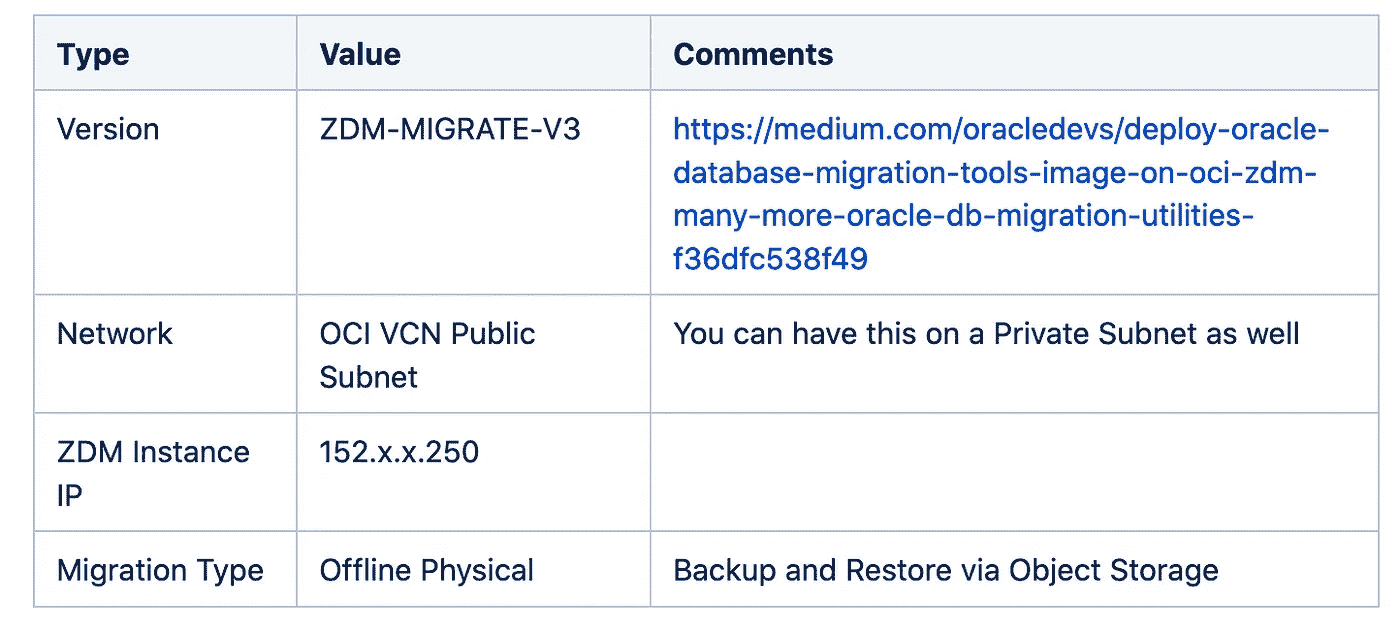 Type Value Comments
Version ZDM-MIGRATE-V3 https://medium.com/oracledevs/deploy-oracle-
database-migration-tools-image-on-oci-zdm-
many-more-oracle-db-migration-utilities-
f36dfc538f49
Network OCI VCN Public You can have this on a Private Subnet as well
Subnet
ZDM Instance 152.x.x.250
IP
Migration Type Offline Physical Backup and Restore via Object Storage